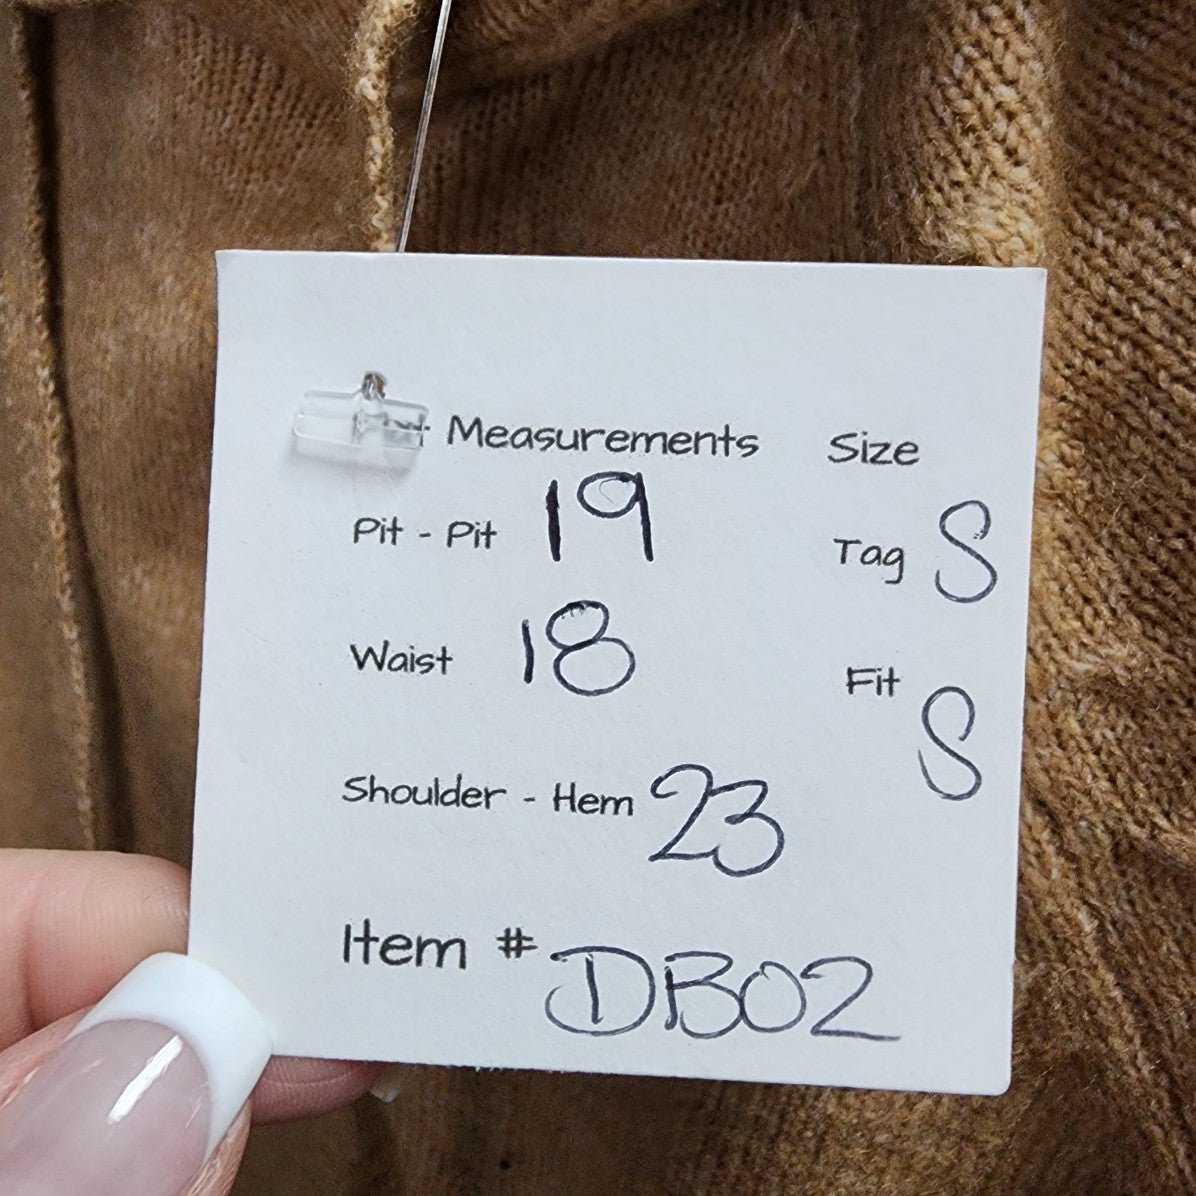 Measurements Size
Pit - Pit 19
Tag S
Waist 18
Fit S
Shoulder - Hem 23
Item # DB02